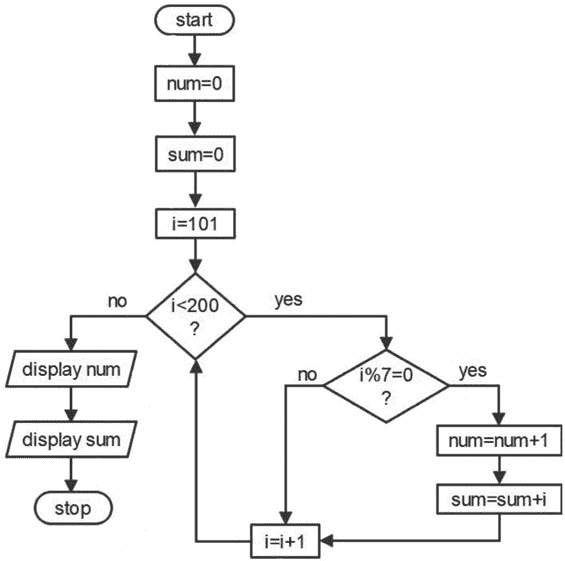 start
num=0
sum=0
i=101
i<200
?
no
yes
display num
display sum
stop
i%7=0
?
no
yes
num=num+1
sum=sum+i
i=i+1